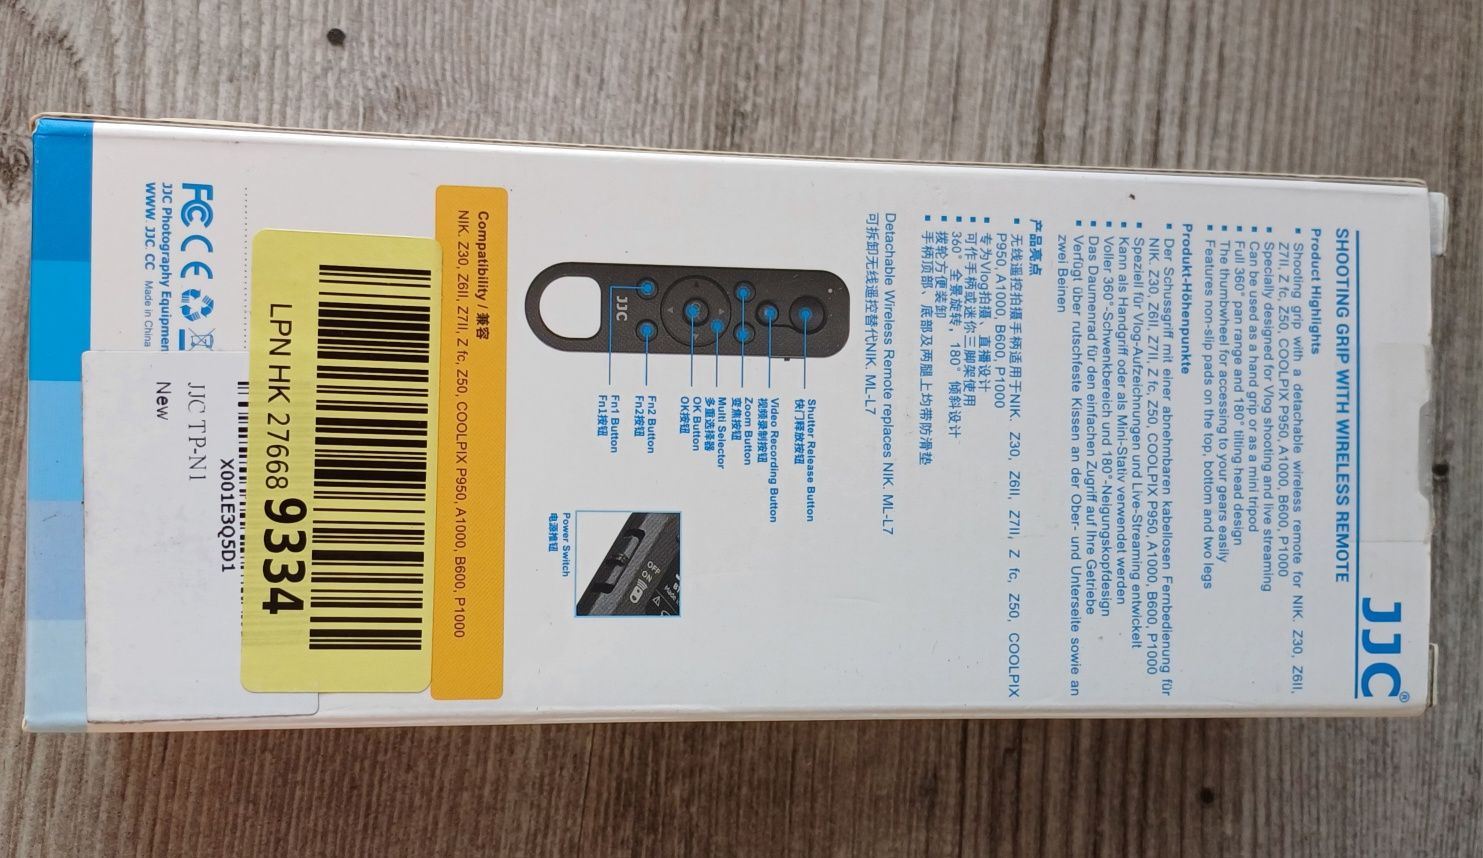 JJC®
SHOOTING GRIP WITH WIRELESS REMOTE
Product Highlights
Shooting grip with a detachable wireless remote for NIK. Z30, Z6II,
Z7II, Z fc, Z50, COOLPIX P950, A1000, B600, P1000
Specially designed for Vlog shooting and live streaming
Can be used as a hand grip or as a mini tripod
Full 360° pan range and 180° tilting head design
The thumbwheel for accessing to your gears easily
Features non-slip pads on the top, bottom and two legs
Produkt-Höhenpunkte
Der Schussgriff mit einer abnehmbaren kabellosen Fernbedienung für
NIK. Z30, Z6II, Z7II, Z fc, Z50, COOLPIX P950, A1000, B600, P1000
Speziell für Vlog-Aufzeichnungen und Live-Streaming entwickelt
Kann als Handgriff oder als Mini-Stativ verwendet werden
Voller 360°-Schwenkbereich und 180°-Neigungskopfdesign
Das Daumenrad für den einfachen Zugriff auf Ihre Getriebe
Verfügt über rutschfeste Kissen an der Ober- und Unterseite sowie an
zwei Beinen
产品亮点
无线遥控拍摄手柄适用于NIK. Z30, Z6II, Z7II, Z fc, Z50, COOLPIX
P950, A1000, B600, P1000
专为Vlog拍摄、直播设计
可作手柄或迷你三脚架使用
360°全景旋转，180°倾斜设计
拨轮方便装卸
手柄顶部、底部及两腿上均带防滑垫
Detachable Wireless Remote replaces NIK. ML-L7
可拆卸无线遥控替代NIK. ML-L7
Shutter Release Button
快门释放按钮
Video Recording Button
视频录制按钮
Zoom Button
变焦按钮
Multi Selector
多重选择器
OK Button
OK按钮
Fn2 Button
Fn2按钮
Fn1 Button
Fn1按钮
JJC
OFF
ON
Power Switch
电源推钮
Compatibility / 兼容
NIK. Z30, Z6II, Z7II, Z fc, Z50, COOLPIX P950, A1000, B600, P1000
LPN HK 27668 9334
FC CE
JJC Photography Equipmen
WWW.JJC.CC Made in China
X001E3Q5D1
JJC TP-N1
New